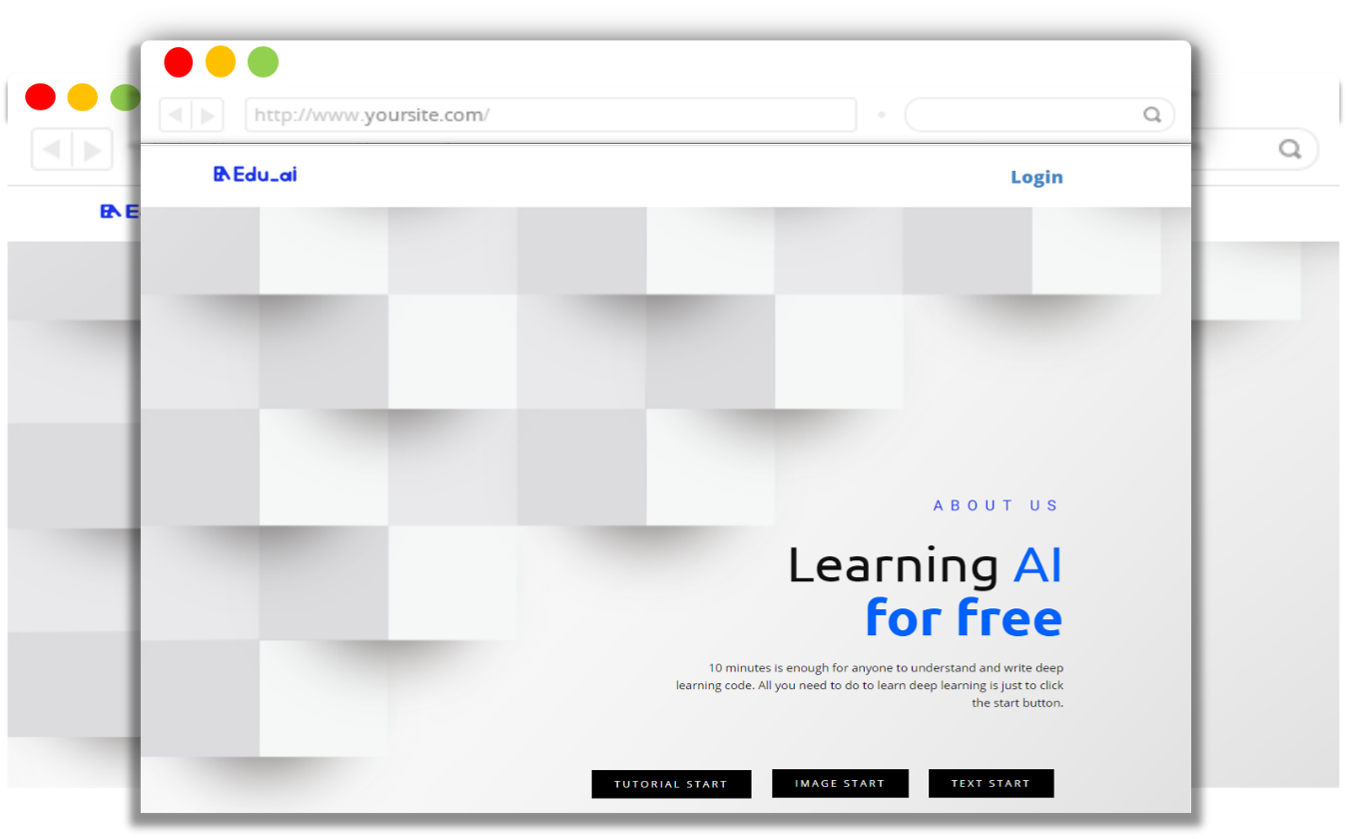 http://www.yoursite.com/
Edu_ai
Login
E
ABOUT US
Learning AI
for free
10 minutes is enough for anyone to understand and write deep
learning code. All you need to do to learn deep learning is just to click
the start button.
TUTORIAL START
IMAGE START
TEXT START